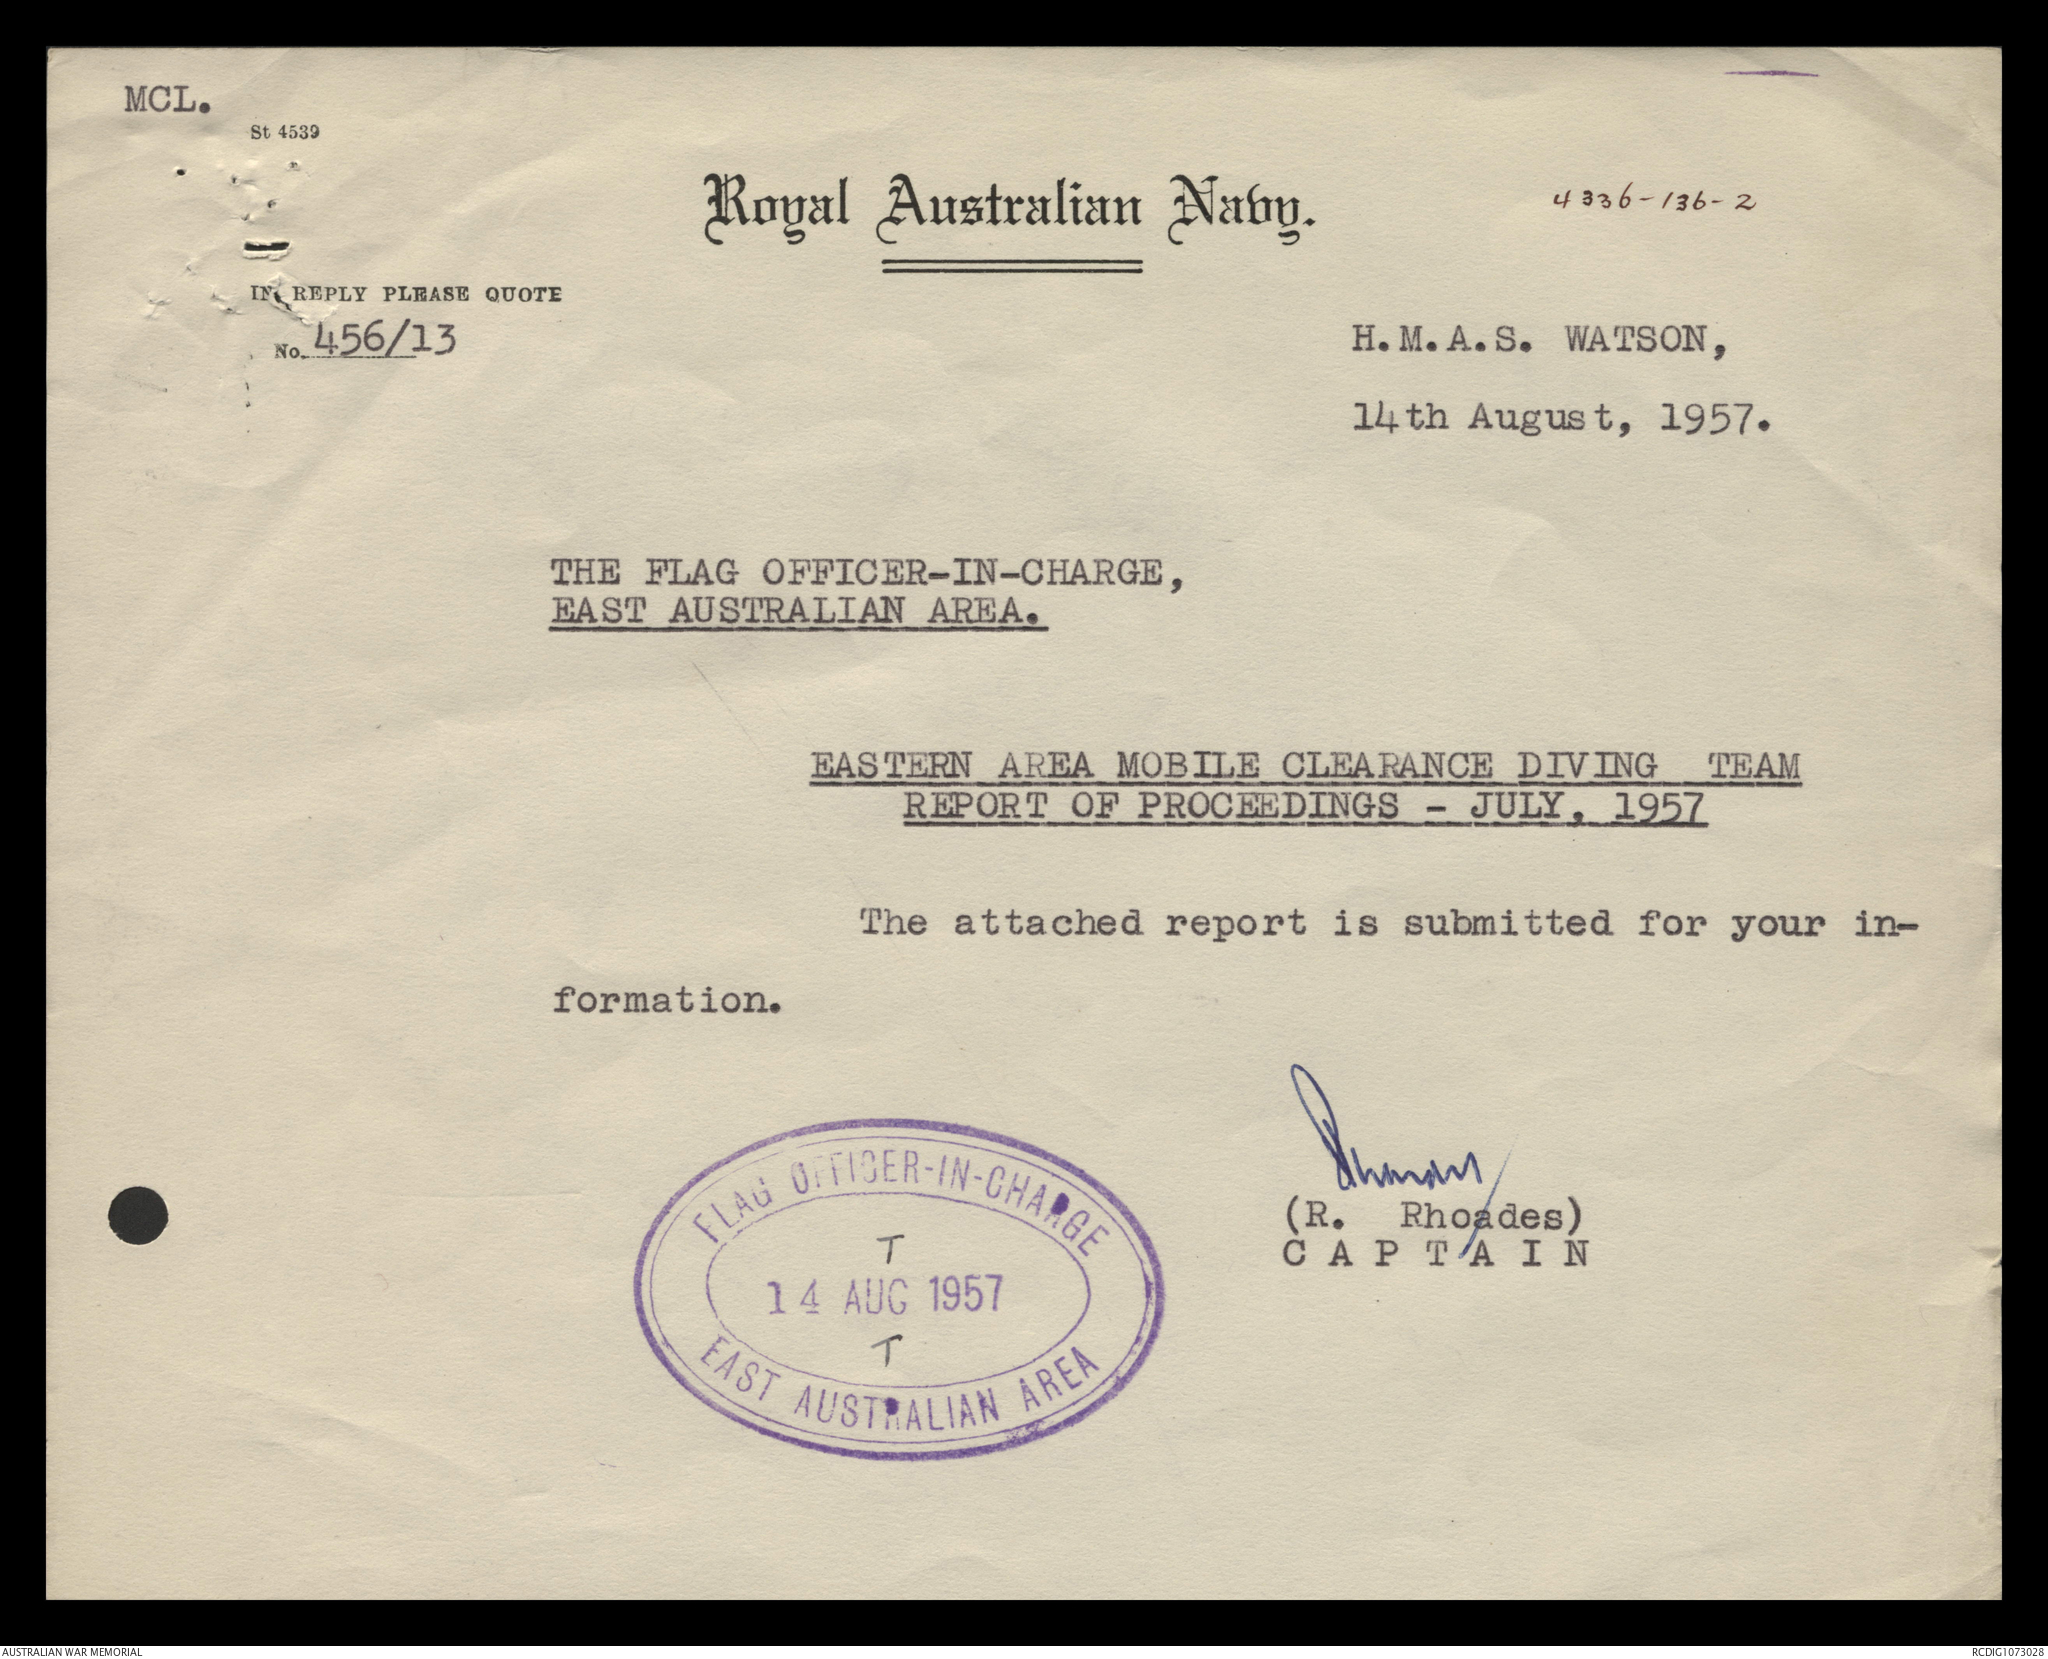 MCL.
St 4539
Royal Australian Navy.
4336-136-2
IN REPLY PLEASE QUOTE
No. 456/13
H.M.A.S. WATSON,
14th August, 1957.
THE FLAG OFFICER-IN-CHARGE,
EAST AUSTRALIAN AREA.
EASTERN AREA MOBILE CLEARANCE DIVING TEAM
REPORT OF PROCEEDINGS - JULY, 1957
The attached report is submitted for your in-
formation.
FLAG OFFICER-IN-CHARGE
T
14 AUG 1957
T
EAST AUSTRALIAN AREA
(R. Rhoades)
CAPTAIN
AUSTRALIAN WAR MEMORIAL
RCDIG1073028